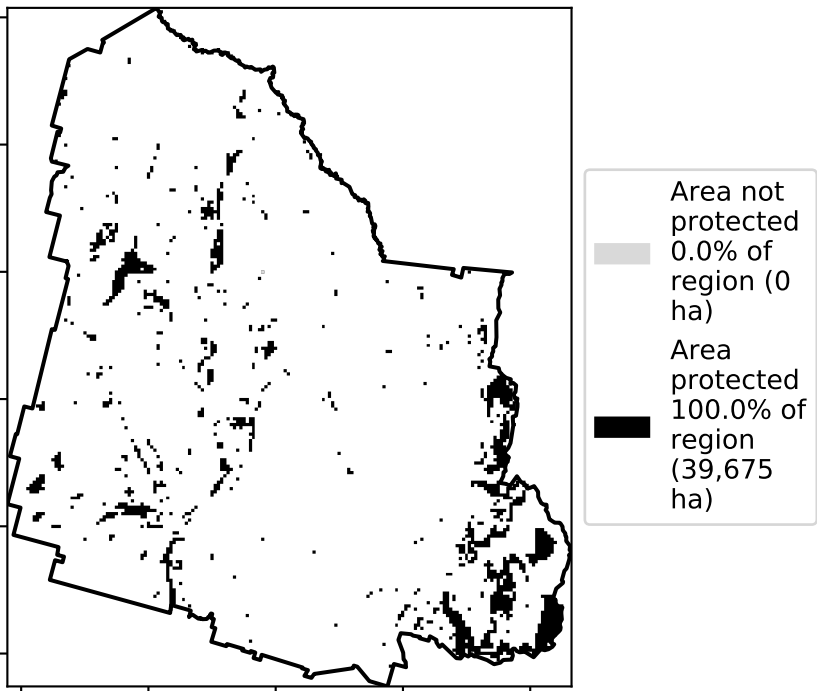 Area not
protected
0.0% of
region (0
ha)
Area
protected
100.0% of
region
(39,675
ha)